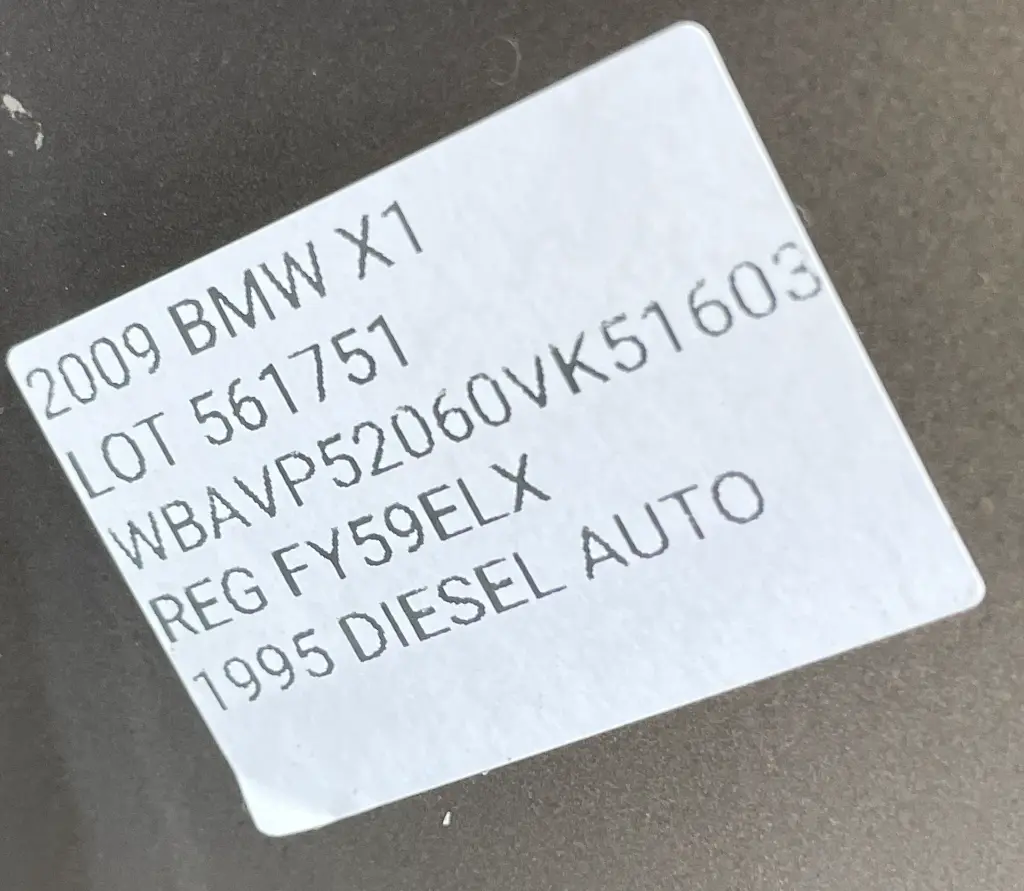 2009 BMW X1
LOT 561751
WBAVP52060VK51603
REG FY59ELX
1995 DIESEL AUTO